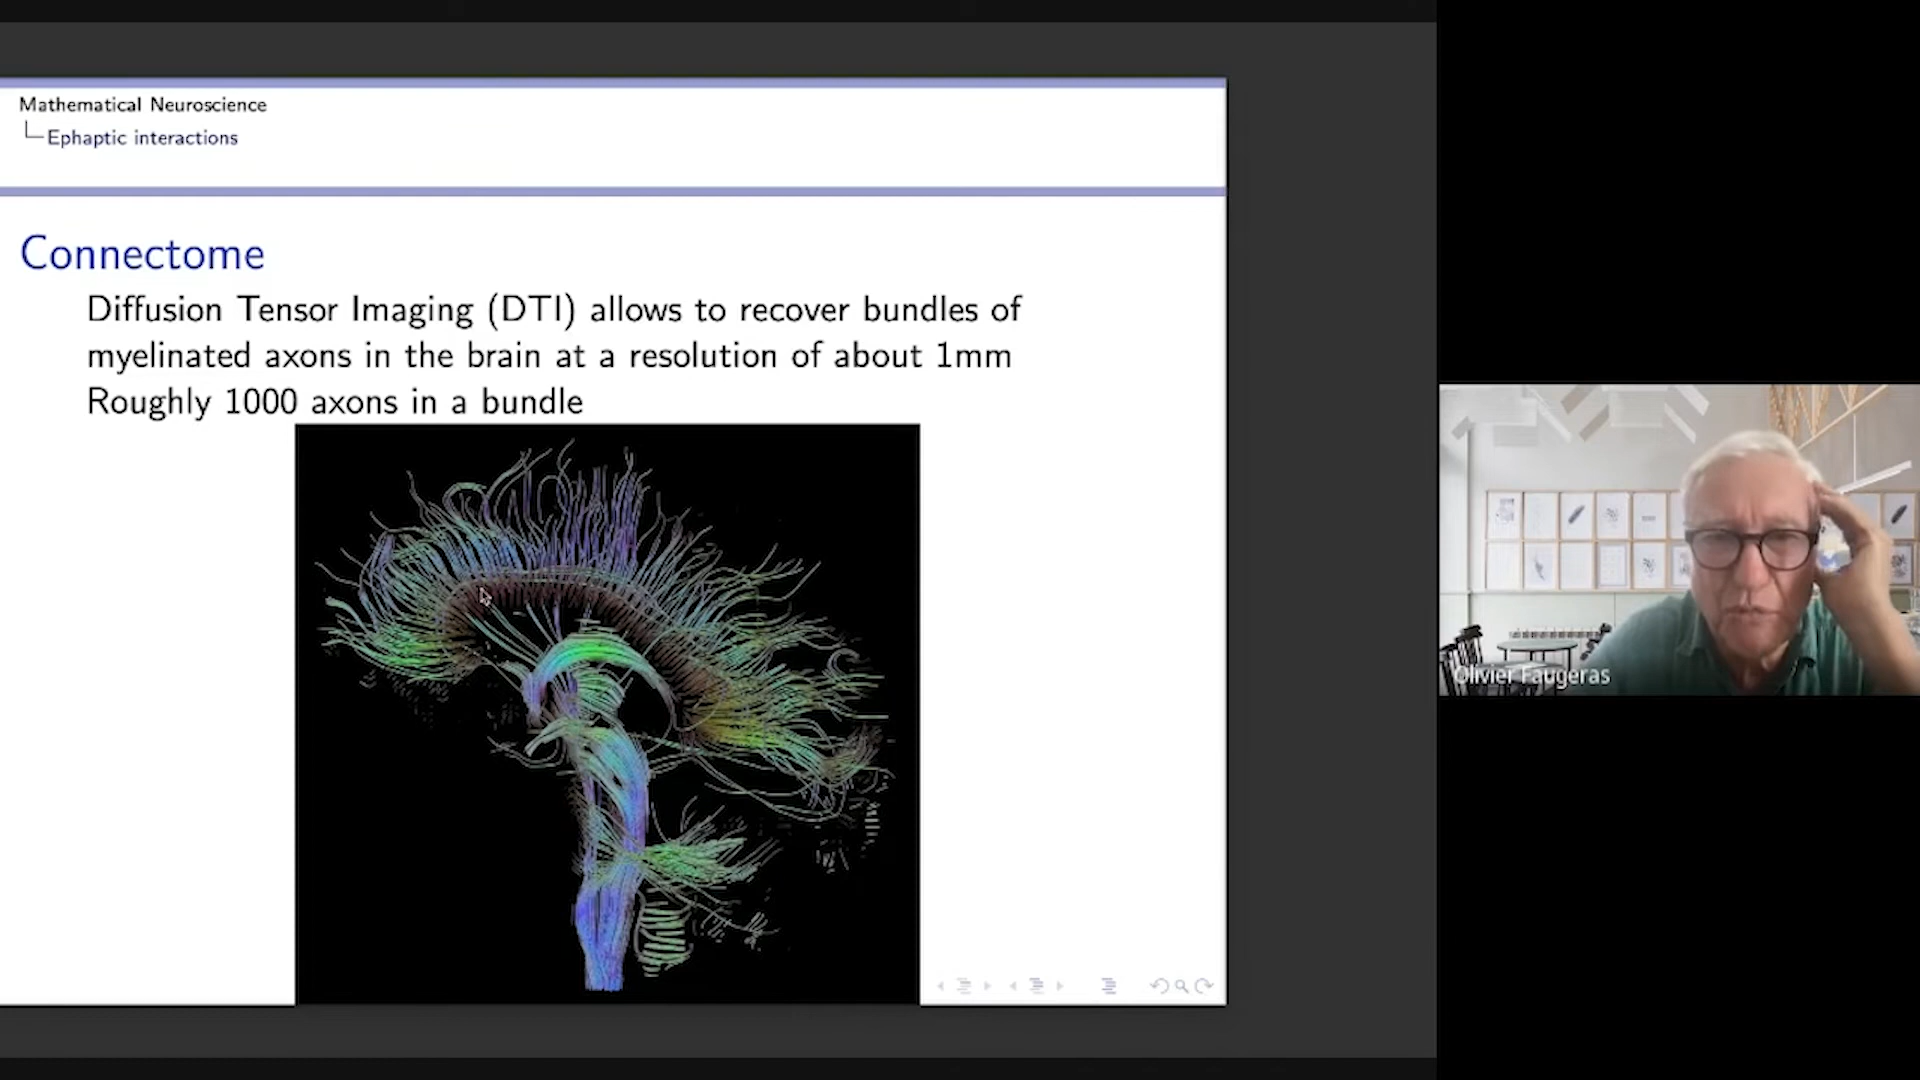 Mathematical Neuroscience
Ephaptic interactions
Connectome
Diffusion Tensor Imaging (DTI) allows to recover bundles of
myelinated axons in the brain at a resolution of about 1mm
Roughly 1000 axons in a bundle
Olivier Faugeras